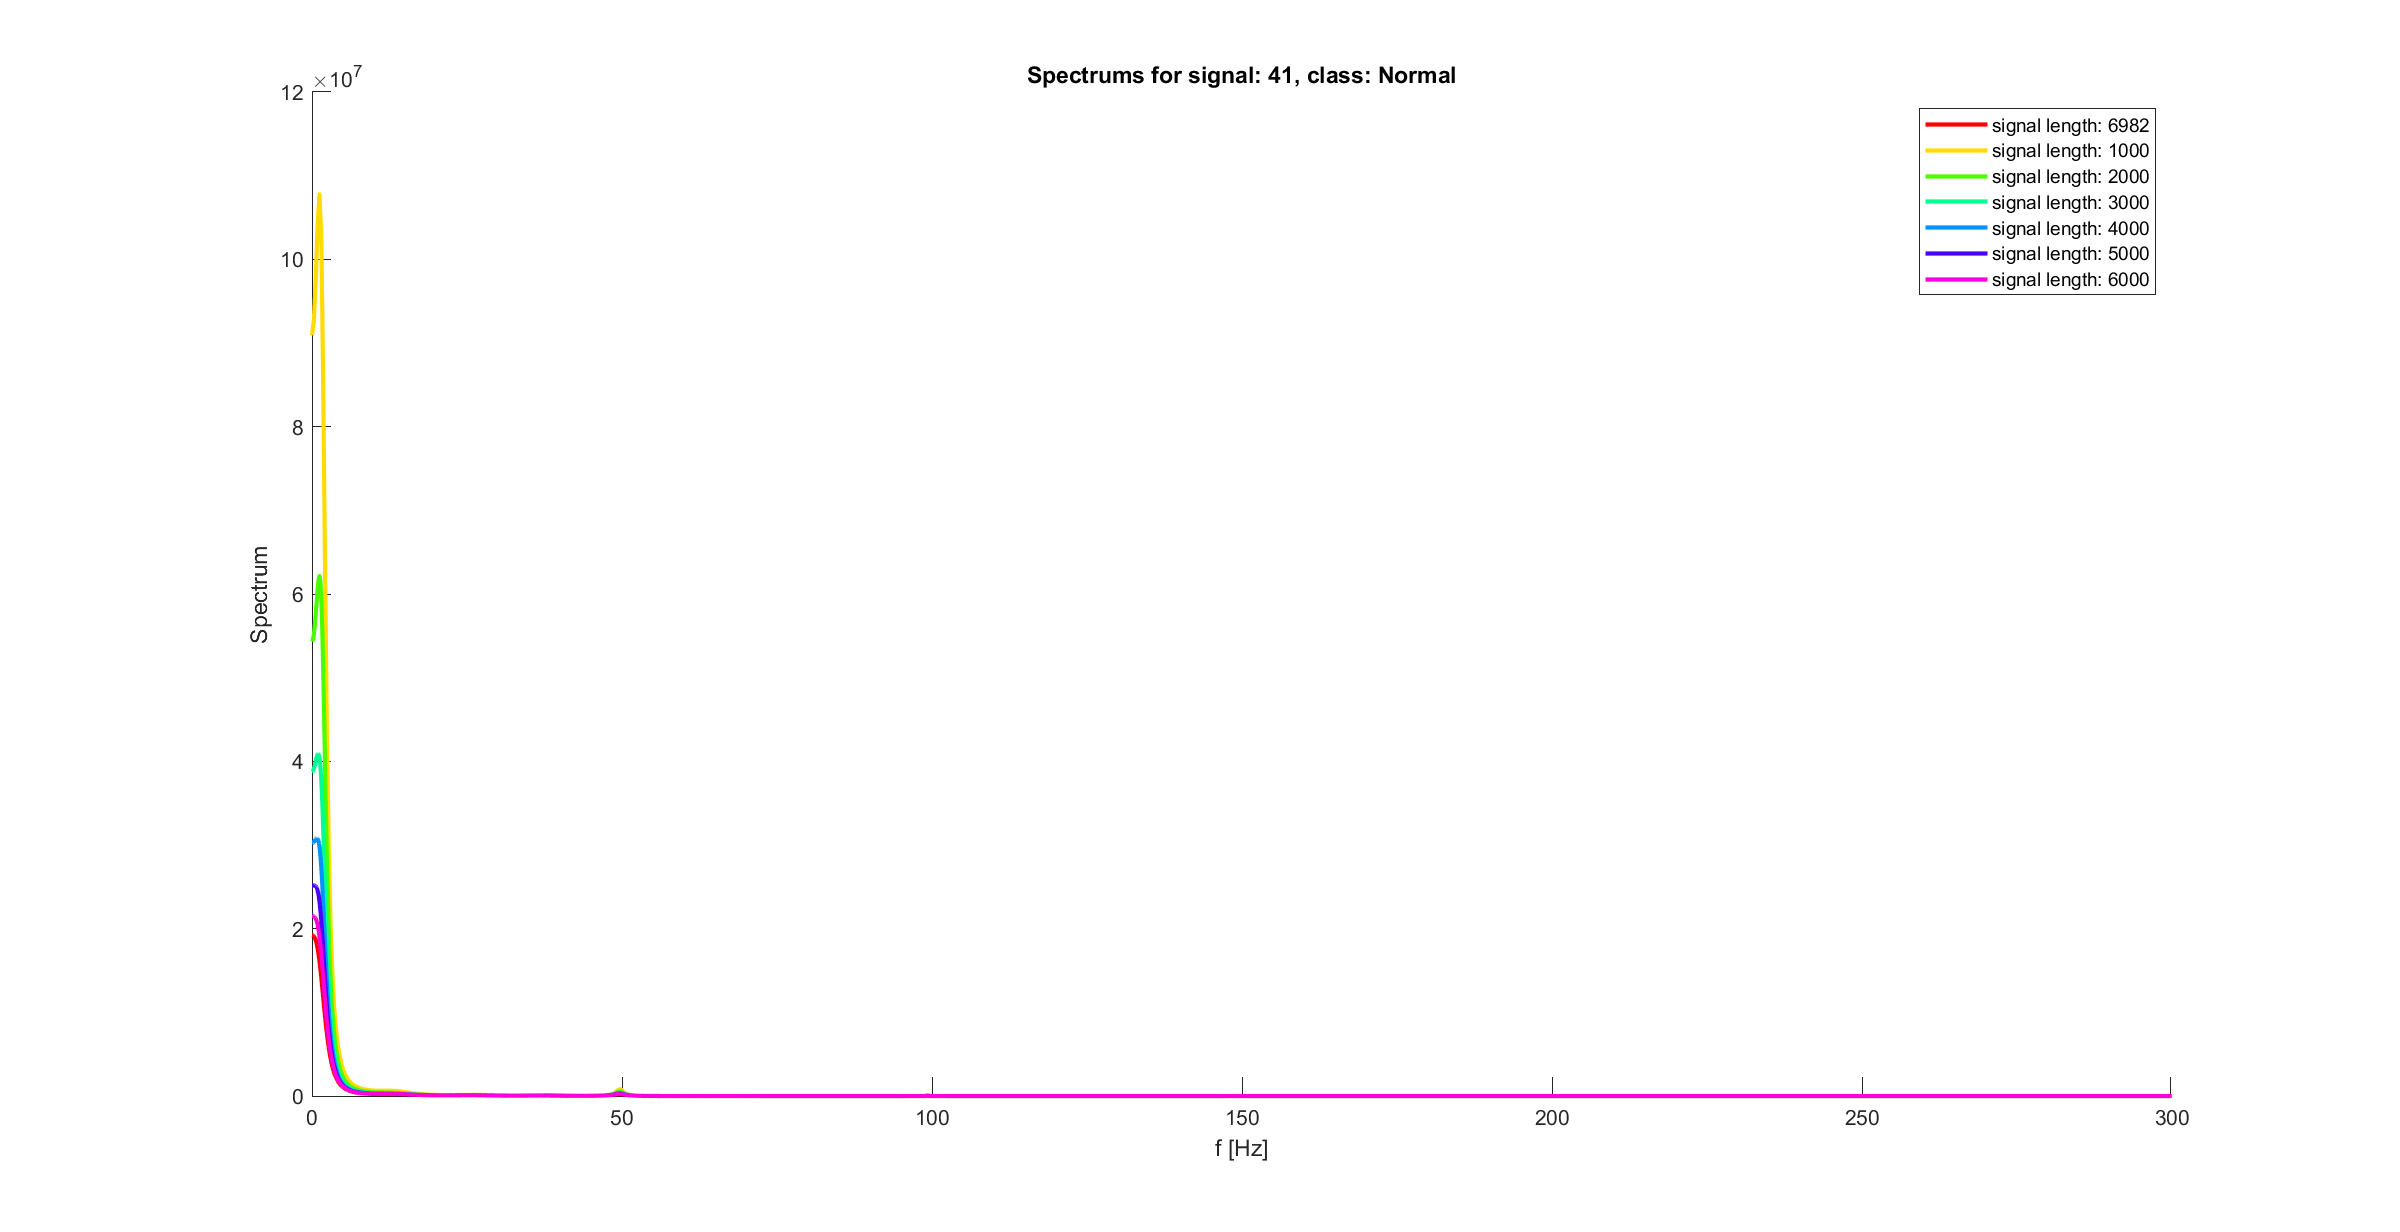 Spectrums for signal: 41, class: Normal
×10^7
12
10
8
6
4
2
0
Spectrum
0 50 100 150 200 250 300
f [Hz]
signal length: 6982
signal length: 1000
signal length: 2000
signal length: 3000
signal length: 4000
signal length: 5000
signal length: 6000